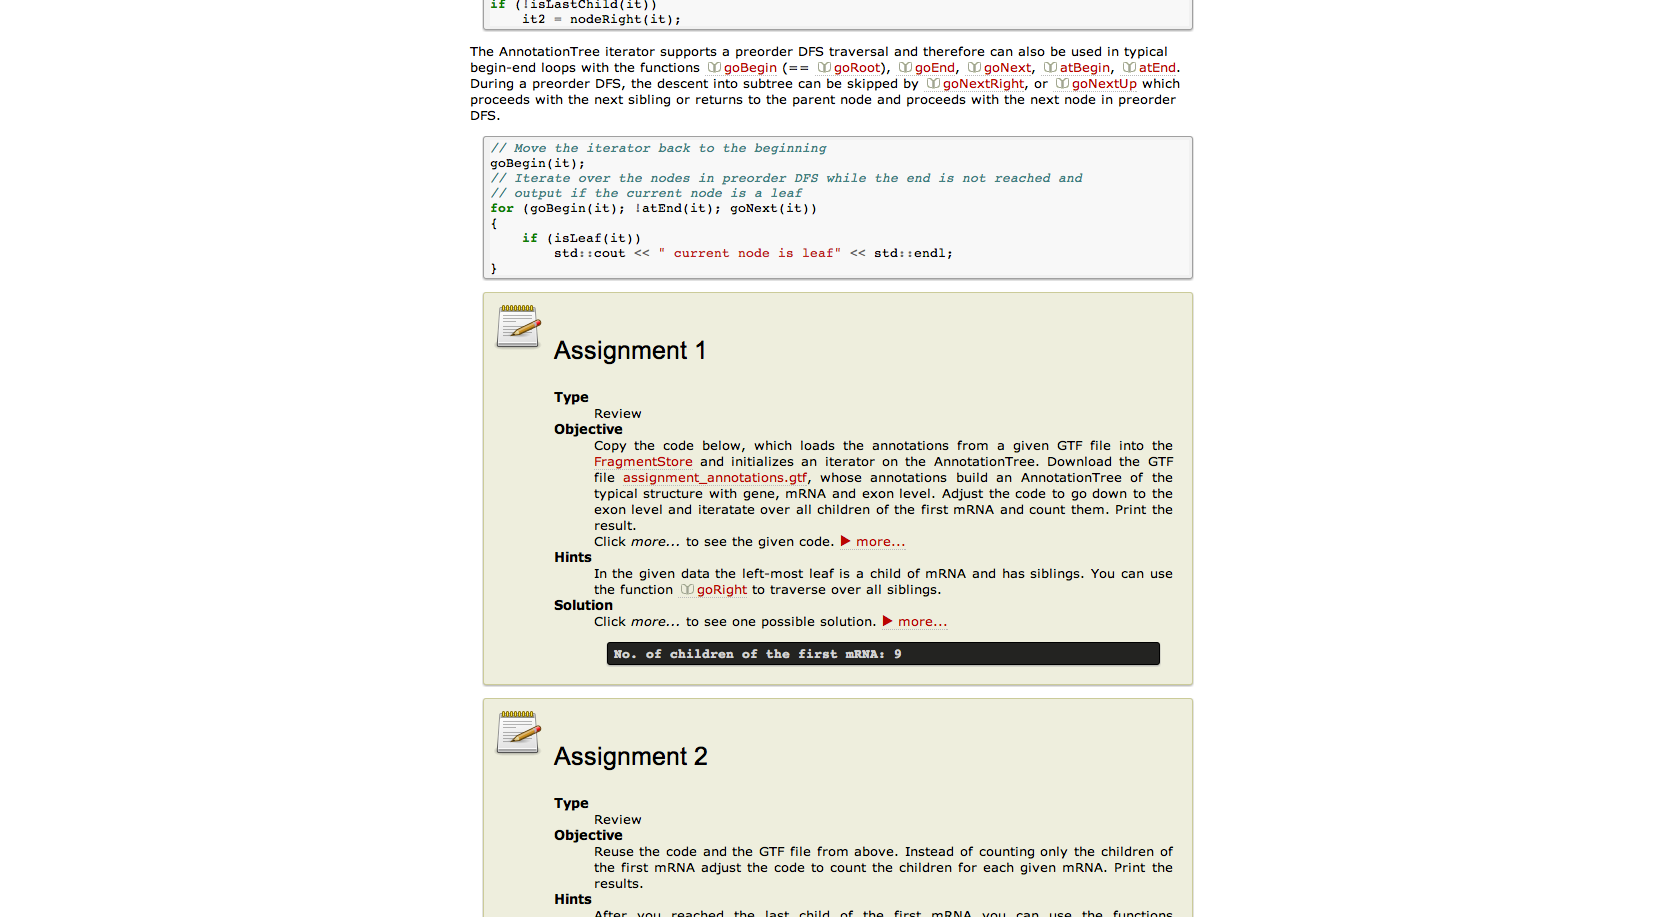 if (!isLastChild(it))
it2 = nodeRight(it);
The AnnotationTree iterator supports a preorder DFS traversal and therefore can also be used in typical
begin-end loops with the functions goBegin (== goRoot), goEnd, goNext, atBegin, atEnd.
During a preorder DFS, the descent into subtree can be skipped by goNextRight, or goNextUp which
proceeds with the next sibling or returns to the parent node and proceeds with the next node in preorder
DFS.
// Move the iterator back to the beginning
goBegin(it);
// Iterate over the nodes in preorder DFS while the end is not reached and
// output if the current node is a leaf
for (goBegin(it); !atEnd(it); goNext(it))
{
if (isLeaf(it))
std::cout << " current node is leaf" << std::endl;
}
Assignment 1
Type
Review
Objective
Copy the code below, which loads the annotations from a given GTF file into the
FragmentStore and initializes an iterator on the AnnotationTree. Download the GTF
file assignment_annotations.gtf, whose annotations build an AnnotationTree of the
typical structure with gene, mRNA and exon level. Adjust the code to go down to the
exon level and iteratate over all children of the first mRNA and count them. Print the
result.
Click more... to see the given code. ▶ more...
Hints
In the given data the left-most leaf is a child of mRNA and has siblings. You can use
the function goRight to traverse over all siblings.
Solution
Click more... to see one possible solution. ▶ more...
No. of children of the first mRNA: 9
Assignment 2
Type
Review
Objective
Reuse the code and the GTF file from above. Instead of counting only the children of
the first mRNA adjust the code to count the children for each given mRNA. Print the
results.
Hints
After you reached the last child of the first mRNA you can use the functions